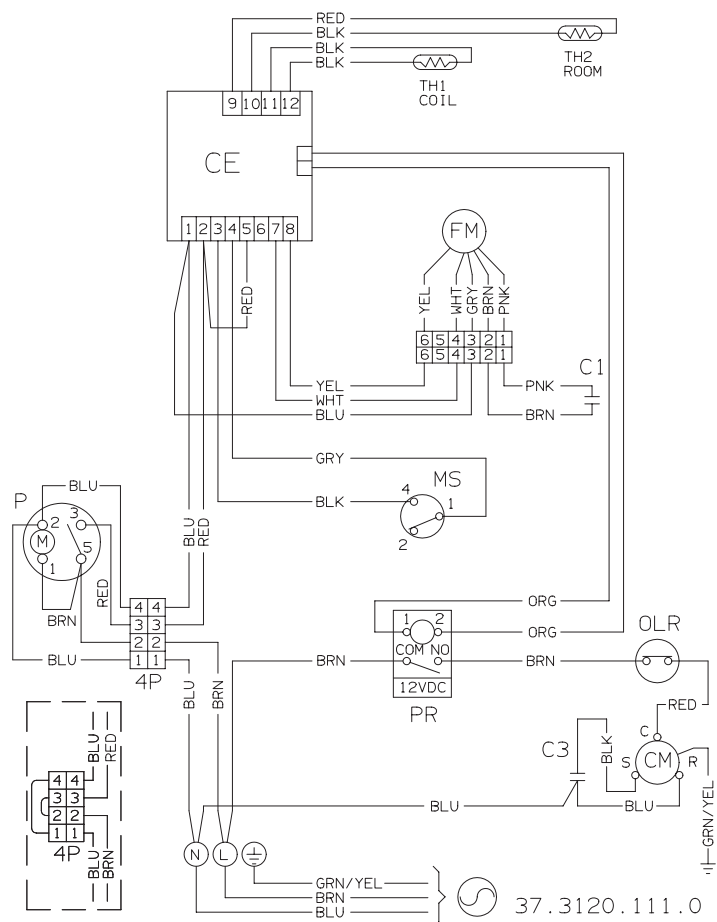 RED
BLK
BLK
BLK
TH2
ROOM
TH1
COIL
9 10 11 12
CE
1 2 3 4 5 6 7 8
FM
RED
YEL
WHT
GRY
BRN
PNK
6 5 4 3 2 1
6 5 4 3 2 1
C1
YEL
PNK
WHT
BLU
BRN
GRY
MS
4
1
BLK
2
P
BLU
2 3
M
5
1
BLU
RED
RED
BRN
4 4
3 3
2 2
1 1
BLU
4P
ORG
1 2
ORG
OLR
COM NO
BRN
BRN
12VDC
PR
BLU
BRN
RED
C
C3
BLK
S
CM
R
BLU
BLU
GRN/YEL
BLU
RED
4 4
3 3
2 2
1 1
4P
BLU
BRN
N
L
GRN/YEL
BRN
BLU
37.3120.111.0